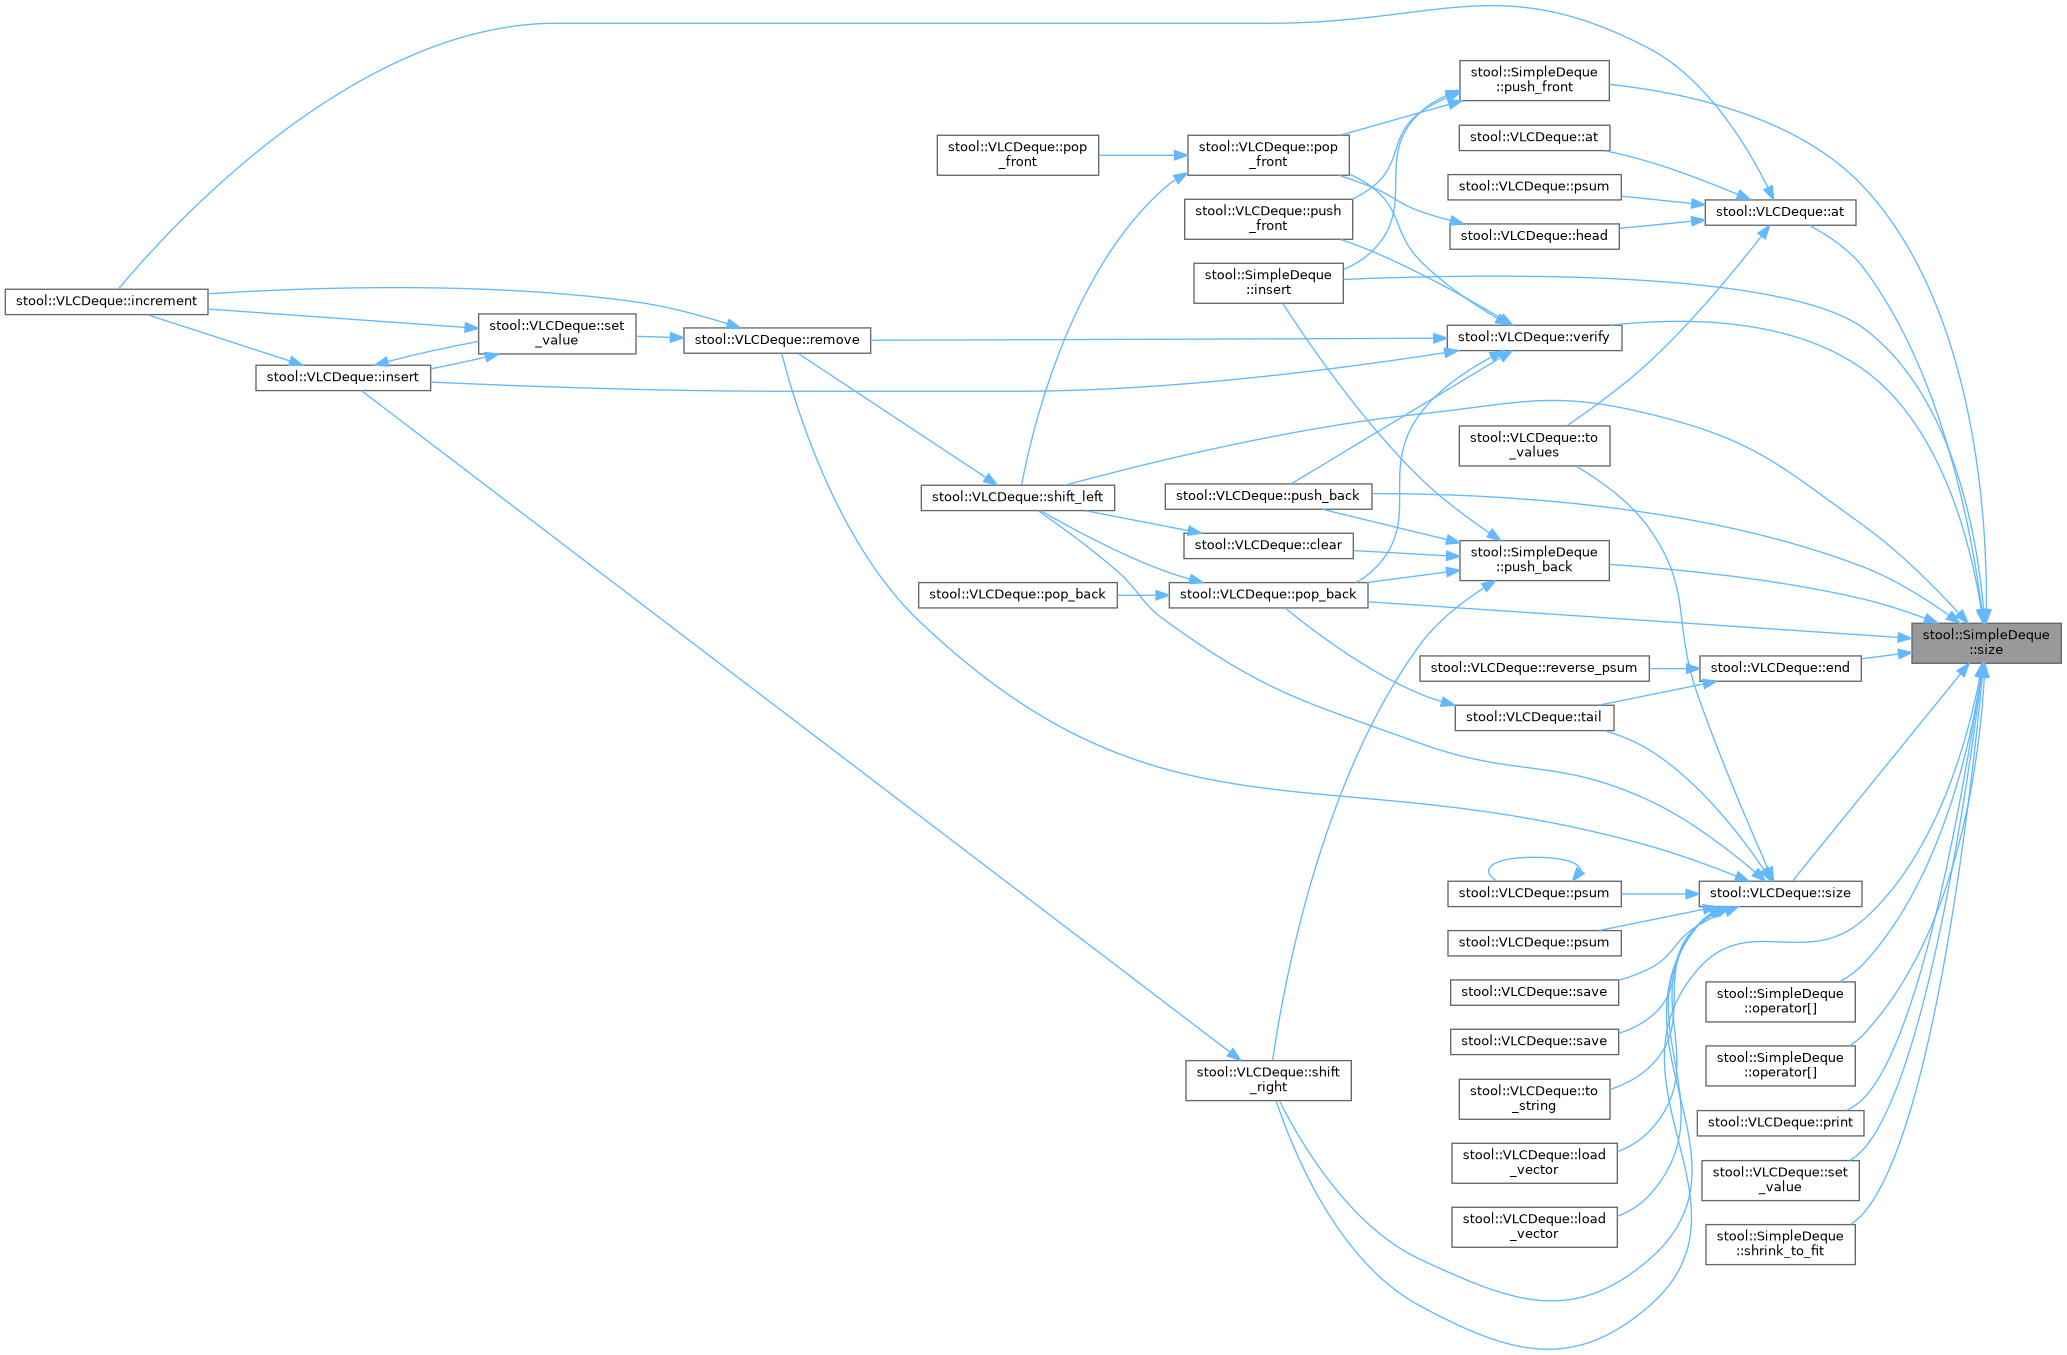 stool::SimpleDeque
::push_front
stool::VLCDeque::at
stool::VLCDeque::pop
_front
stool::VLCDeque::pop
_front
stool::VLCDeque::psum
stool::VLCDeque::push
_front
stool::VLCDeque::at
stool::VLCDeque::head
stool::SimpleDeque
::insert
stool::VLCDeque::increment
stool::VLCDeque::set
_value
stool::VLCDeque::remove
stool::VLCDeque::verify
stool::VLCDeque::insert
stool::VLCDeque::to
_values
stool::VLCDeque::shift_left
stool::VLCDeque::push_back
stool::VLCDeque::clear
stool::SimpleDeque
::push_back
stool::VLCDeque::pop_back
stool::VLCDeque::pop_back
stool::SimpleDeque
::size
stool::VLCDeque::reverse_psum
stool::VLCDeque::end
stool::VLCDeque::tail
stool::VLCDeque::psum
stool::VLCDeque::size
stool::VLCDeque::psum
stool::VLCDeque::save
stool::SimpleDeque
::operator[]
stool::VLCDeque::save
stool::SimpleDeque
::operator[]
stool::VLCDeque::shift
_right
stool::VLCDeque::to
_string
stool::VLCDeque::print
stool::VLCDeque::load
_vector
stool::VLCDeque::set
_value
stool::VLCDeque::load
_vector
stool::SimpleDeque
::shrink_to_fit